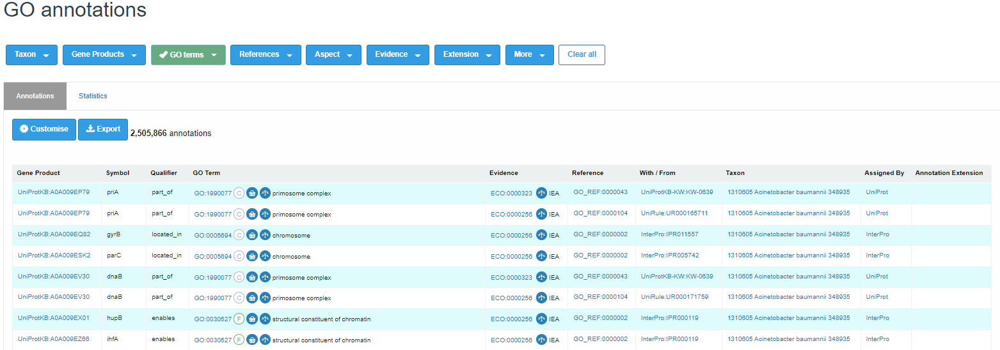 GO annotations
Taxon Gene Products GO terms References Aspect Evidence Extension More Clear all
Annotations Statistics
Customise Export 2,505,866 annotations
Gene Product Symbol Qualifier GO Term Evidence Reference With / From Taxon Assigned By Annotation Extension
UniProtKB:A0A009EP79 priA part_of GO:1990077 C primosome complex ECO:0000323 IEA GO_REF:0000043 UniProtKB-KW:KW-0639 1310605 Acinetobacter baumannii 348935 UniProt
UniProtKB:A0A009EP79 priA part_of GO:1990077 C primosome complex ECO:0000256 IEA GO_REF:0000104 UniRule:UR000165711 1310605 Acinetobacter baumannii 348935 UniProt
UniProtKB:A0A009EQ82 gyrB located_in GO:0005694 C chromosome ECO:0000256 IEA GO_REF:0000002 InterPro:IPR011557 1310605 Acinetobacter baumannii 348935 InterPro
UniProtKB:A0A009ESK2 parC located_in GO:0005694 C chromosome ECO:0000256 IEA GO_REF:0000002 InterPro:IPR005742 1310605 Acinetobacter baumannii 348935 InterPro
UniProtKB:A0A009EV30 dnaB part_of GO:1990077 C primosome complex ECO:0000323 IEA GO_REF:0000043 UniProtKB-KW:KW-0639 1310605 Acinetobacter baumannii 348935 UniProt
UniProtKB:A0A009EV30 dnaB part_of GO:1990077 C primosome complex ECO:0000256 IEA GO_REF:0000104 UniRule:UR000171759 1310605 Acinetobacter baumannii 348935 UniProt
UniProtKB:A0A009EX01 hupB enables GO:0030527 F structural constituent of chromatin ECO:0000256 IEA GO_REF:0000002 InterPro:IPR000119 1310605 Acinetobacter baumannii 348935 InterPro
UniProtKB:A0A009EZ66 ihfA enables GO:0030527 F structural constituent of chromatin ECO:0000256 IEA GO_REF:0000002 InterPro:IPR000119 1310605 Acinetobacter baumannii 348935 InterPro